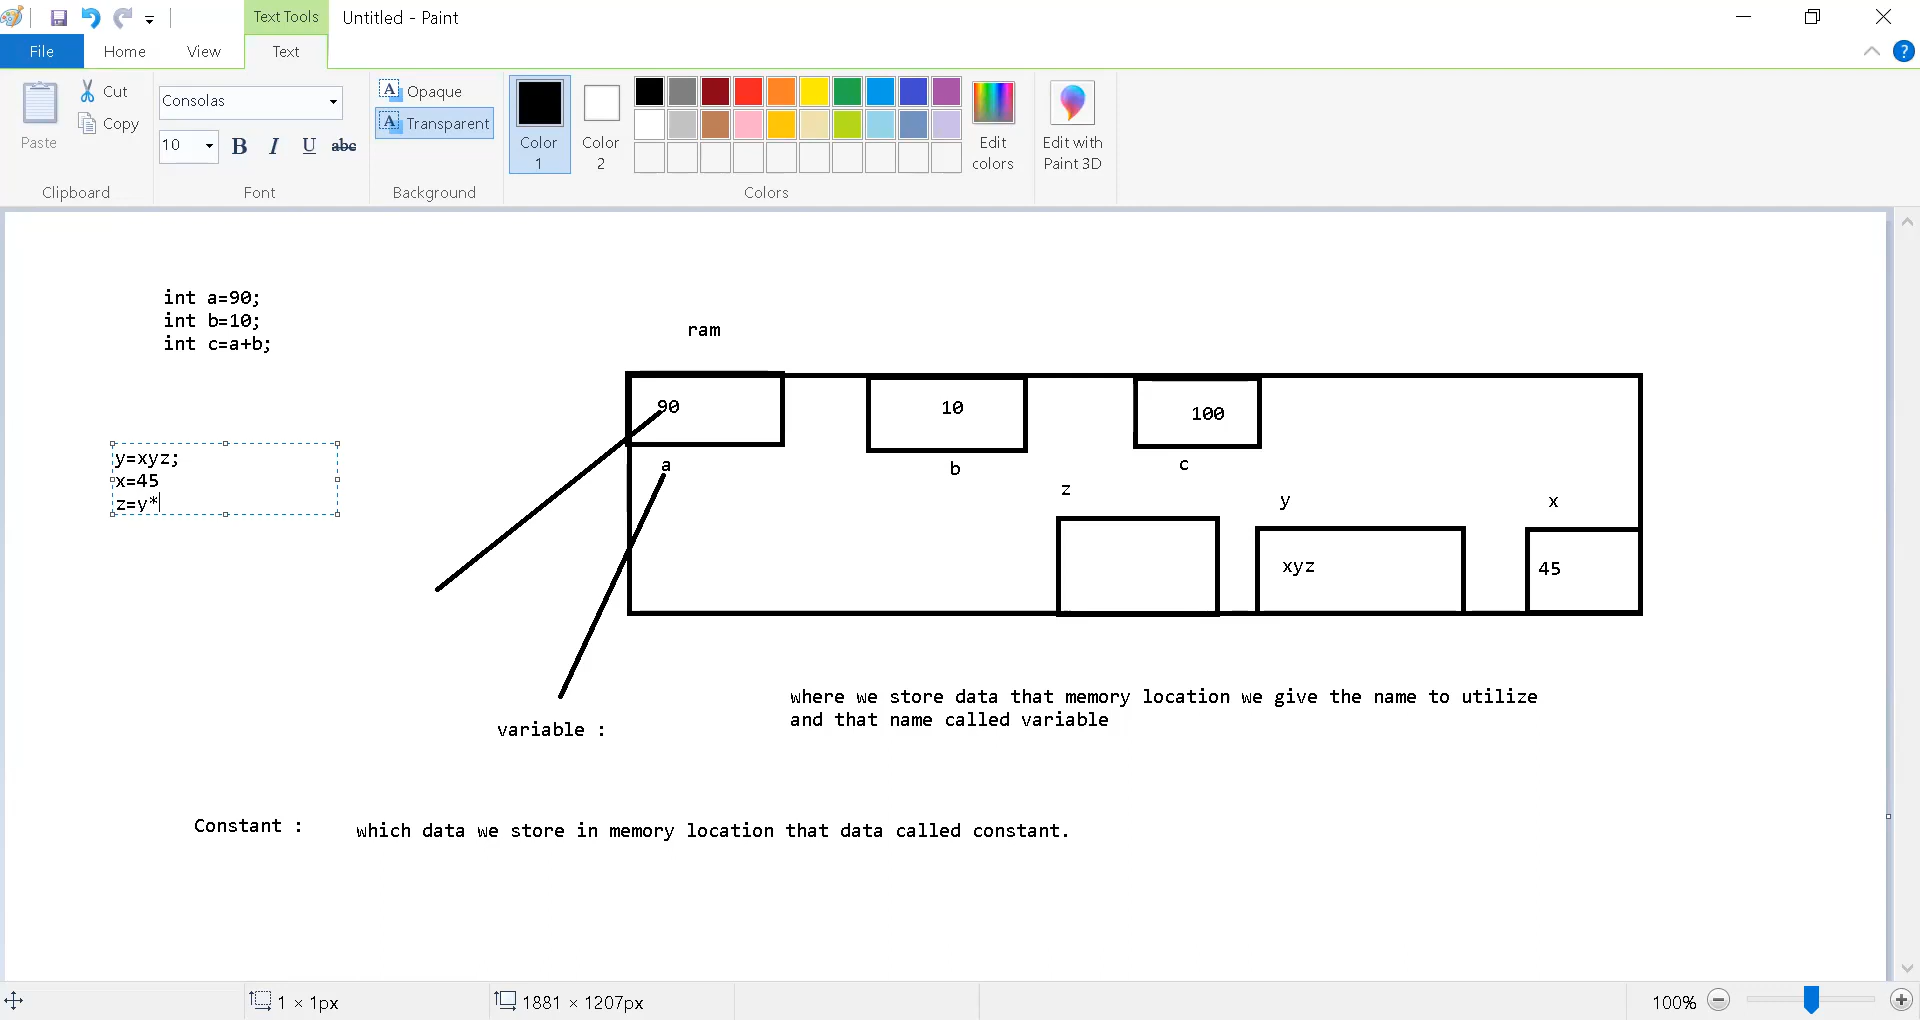 Text Tools
Untitled - Paint
File
Home
View
Text
?
Paste
Cut
Copy
Clipboard
Consolas
10
B I U abc
Font
A Opaque
A Transparent
Background
Color 1
Color 2
Colors
Edit colors
Edit with Paint 3D
int a=90;
int b=10;
int c=a+b;
ram
90
10
100
a
b
c
y=xyz;
x=45
z=y*
z
y
x
xyz
45
where we store data that memory location we give the name to utilize
and that name called variable
variable :
Constant :
which data we store in memory location that data called constant.
1 × 1px
1881 × 1207px
100%